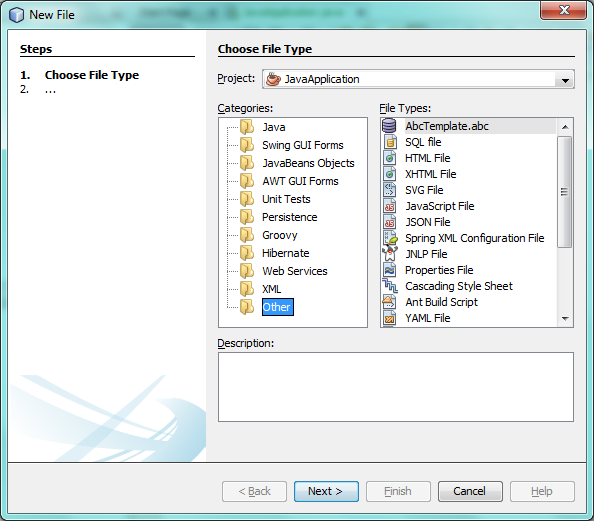 New File
Steps
1. Choose File Type
2. ...
Choose File Type
Project: JavaApplication
Categories:
Java
Swing GUI Forms
JavaBeans Objects
AWT GUI Forms
Unit Tests
Persistence
Groovy
Hibernate
Web Services
XML
Other
File Types:
AbcTemplate.abc
SQL file
HTML File
XHTML File
SVG File
JavaScript File
JSON File
Spring XML Configuration File
JNLP File
Properties File
Cascading Style Sheet
Ant Build Script
YAML File
Description:
< Back
Next >
Finish
Cancel
Help